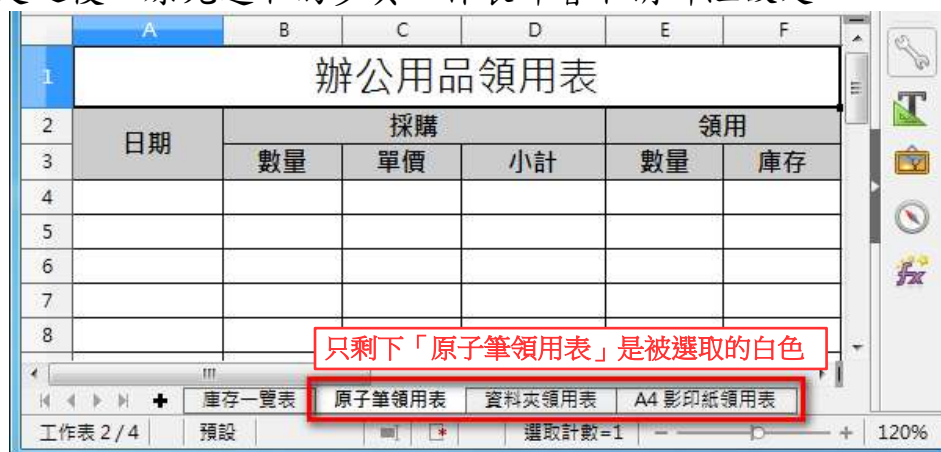 A B C D E F
1 辦公用品領用表
2 日期 採購 領用
3 數量 單價 小計 數量 庫存
4
5
6
7
8
只剩下「原子筆領用表」是被選取的白色
庫存一覽表 原子筆領用表 資料夾領用表 A4 影印紙領用表
工作表 2 / 4 預設 選取計數=1 120%